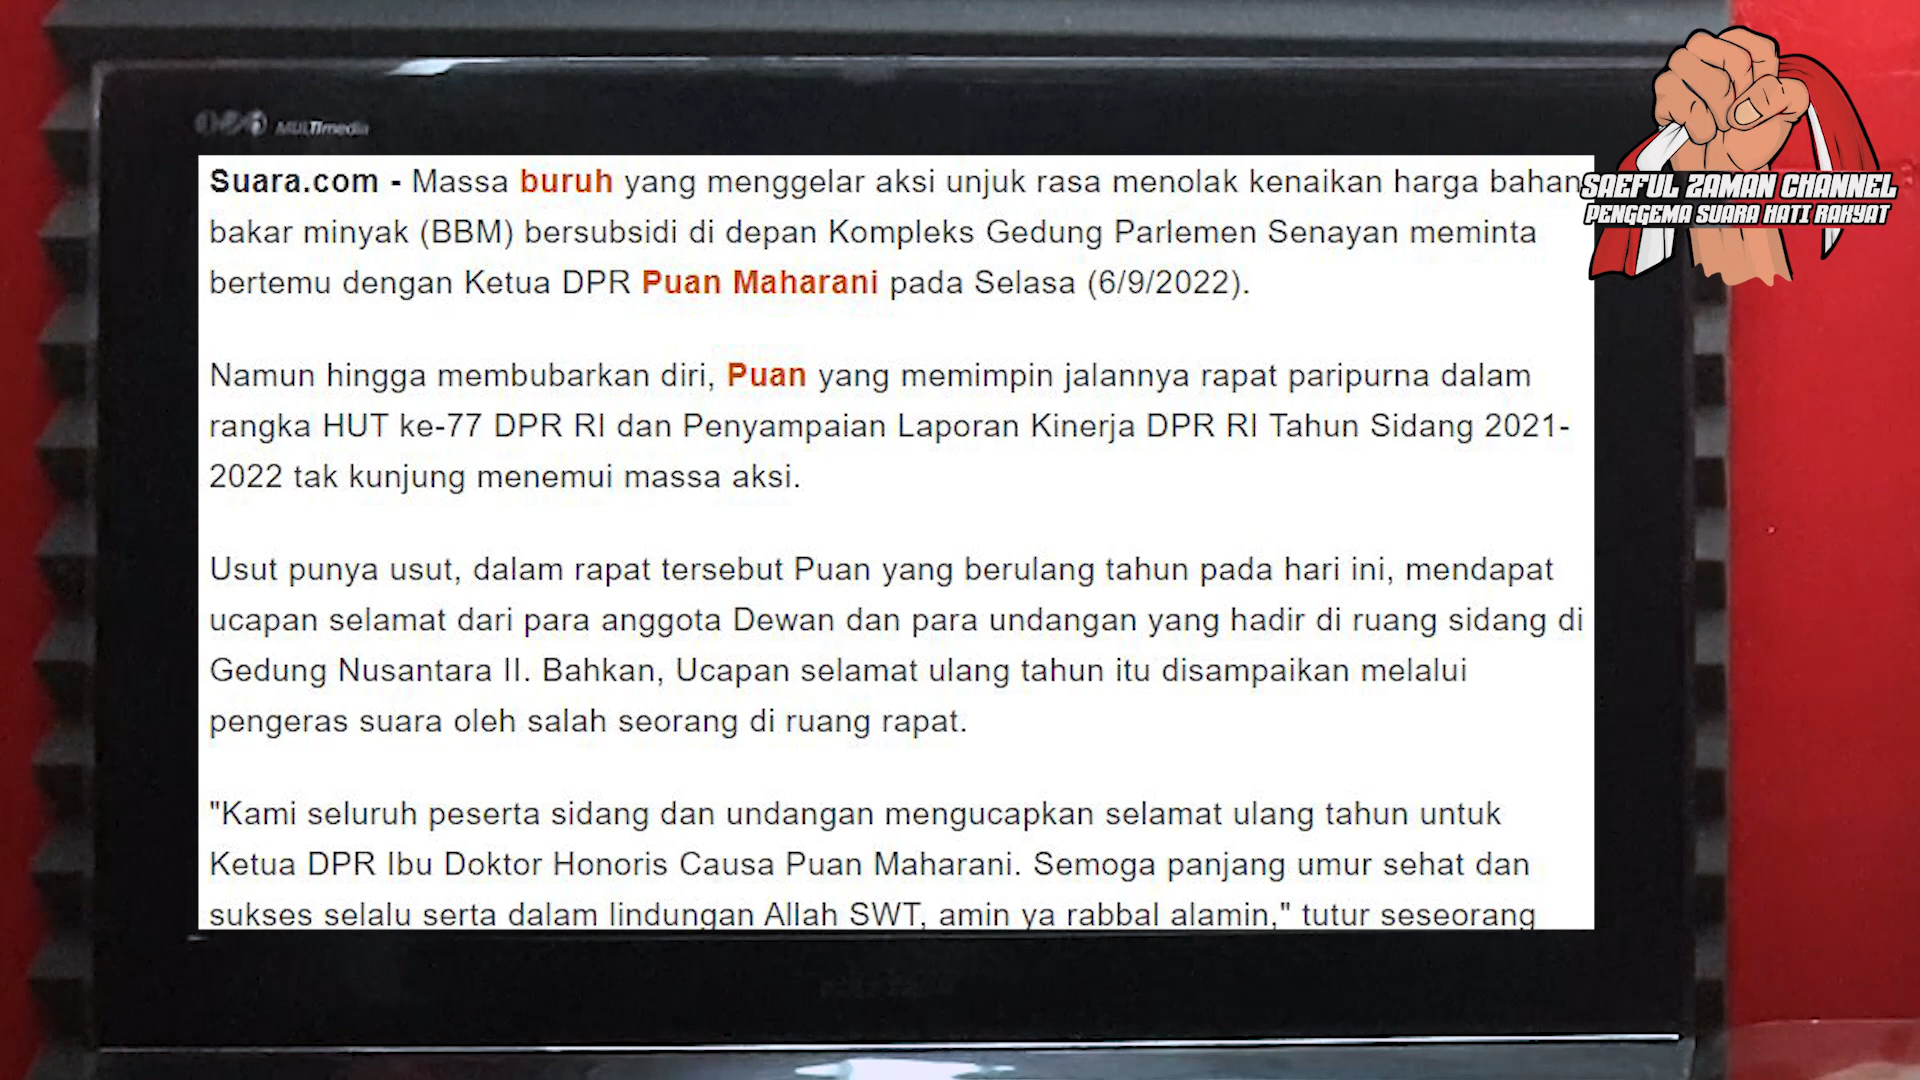 MULTimedia
SAEFUL ZAMAN CHANNEL
PENGGEMA SUARA HATI RAKYAT
Suara.com - Massa buruh yang menggelar aksi unjuk rasa menolak kenaikan harga bahan
bakar minyak (BBM) bersubsidi di depan Kompleks Gedung Parlemen Senayan meminta
bertemu dengan Ketua DPR Puan Maharani pada Selasa (6/9/2022).
Namun hingga membubarkan diri, Puan yang memimpin jalannya rapat paripurna dalam
rangka HUT ke-77 DPR RI dan Penyampaian Laporan Kinerja DPR RI Tahun Sidang 2021-
2022 tak kunjung menemui massa aksi.
Usut punya usut, dalam rapat tersebut Puan yang berulang tahun pada hari ini, mendapat
ucapan selamat dari para anggota Dewan dan para undangan yang hadir di ruang sidang di
Gedung Nusantara II. Bahkan, Ucapan selamat ulang tahun itu disampaikan melalui
pengeras suara oleh salah seorang di ruang rapat.
"Kami seluruh peserta sidang dan undangan mengucapkan selamat ulang tahun untuk
Ketua DPR Ibu Doktor Honoris Causa Puan Maharani. Semoga panjang umur sehat dan
sukses selalu serta dalam lindungan Allah SWT, amin ya rabbal alamin," tutur seseorang